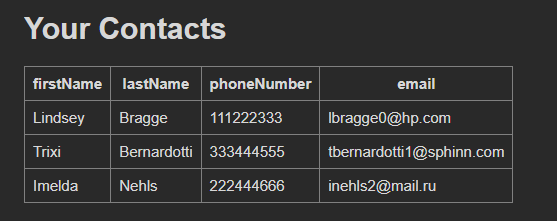 Your Contacts
firstName lastName phoneNumber email
Lindsey Bragge 111222333 lbragge0@hp.com
Trixi Bernardotti 333444555 tbernardotti1@sphinn.com
Imelda Nehls 222444666 inehls2@mail.ru